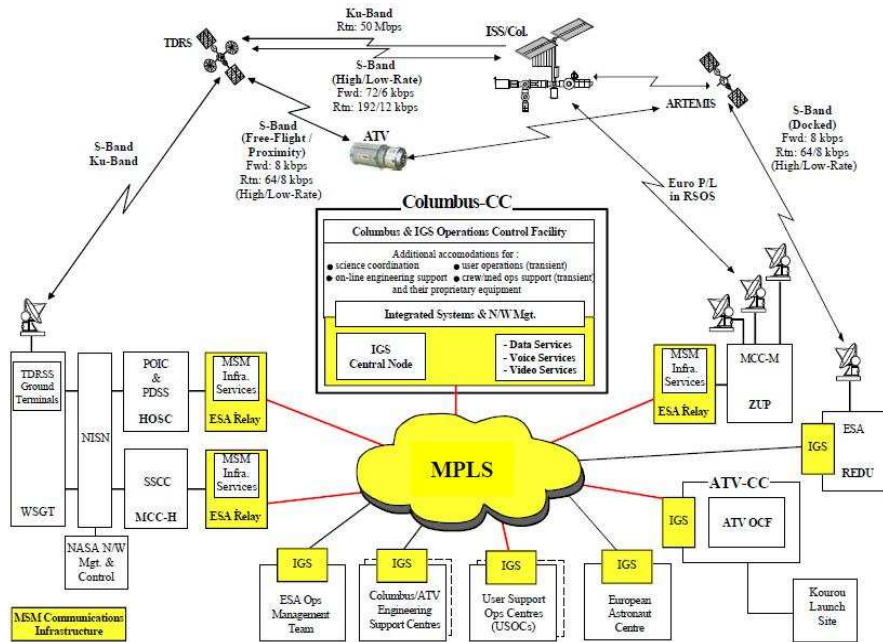 Ku-Band
Rtn: 50 Mbps
TDRS
ISS/Col.
S-Band
(High/Low-Rate)
Fwd: 72/6 kbps
Rtn: 192/12 kbps
ARTEMIS
S-Band
(Docked)
Fwd: 8 kbps
Rtn: 64/8 kbps
(High/Low-Rate)
S-Band
Ku-Band
S-Band
(Free-Flight /
Proximity)
Fwd: 8 kbps
Rtn: 64/8 kbps
(High/Low-Rate)
ATV
Euro P/L
in RSOS
Columbus-CC
Columbus & IGS Operations Control Facility
Additional accomodations for :
● science coordination ● user operations (transient)
● on-line engineering support ● crew/med ops support (transient)
and their proprietary equipment
Integrated Systems & N/W Mgt.
IGS
Central Node
- Data Services
- Voice Services
- Video Services
TDRSS
Ground
Terminals
WSGT
NISN
POIC
&
PDSS
HOSC
MSM
Infra.
Services
ESA Relay
SSCC
MCC-H
MSM
Infra.
Services
ESA Relay
NASA N/W
Mgt. &
Control
MSM
Infra.
Services
ESA Relay
MCC-M
ZUP
IGS
ESA
REDU
MPLS
ATV-CC
IGS
ATV OCF
IGS
ESA Ops
Management
Team
IGS
Columbus/ATV
Engineering
Support Centres
IGS
User Support
Ops Centres
(USOCs)
IGS
European
Astronaut
Centre
Kourou
Launch
Site
MSM Communications
Infrastructure